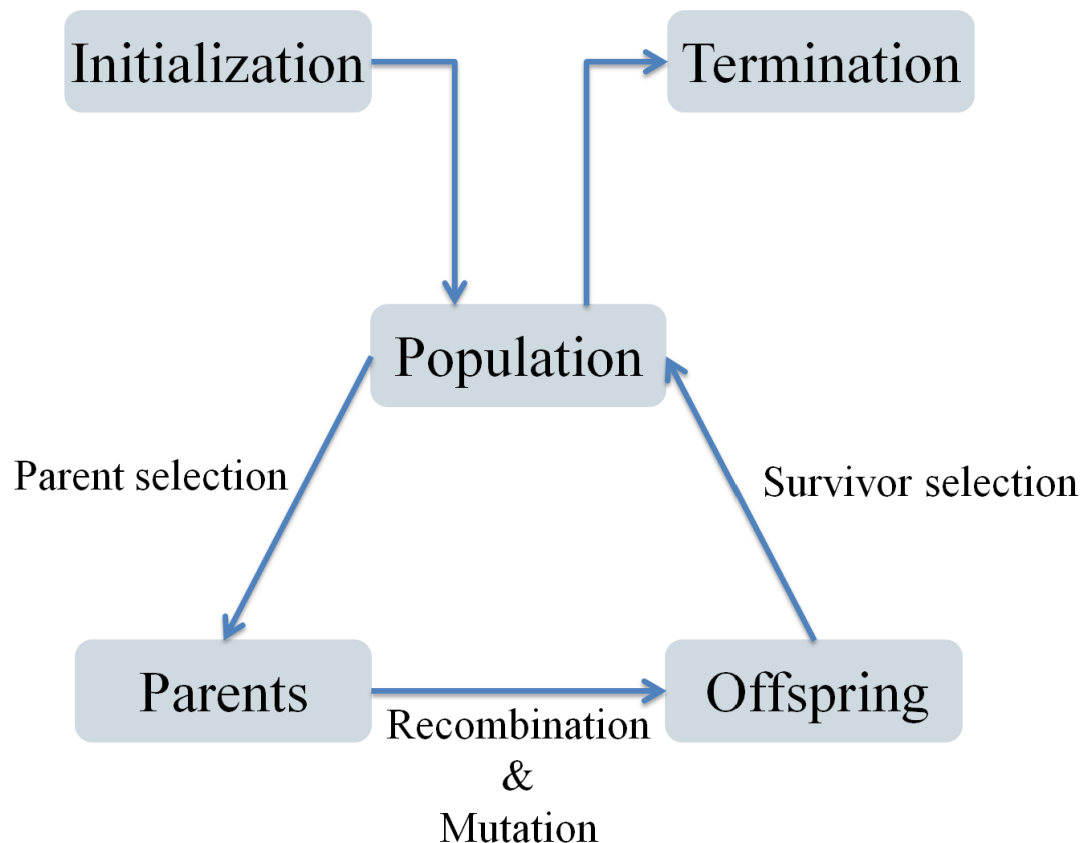 Initialization
Termination
Population
Parent selection
Survivor selection
Parents
Offspring
Recombination
&
Mutation